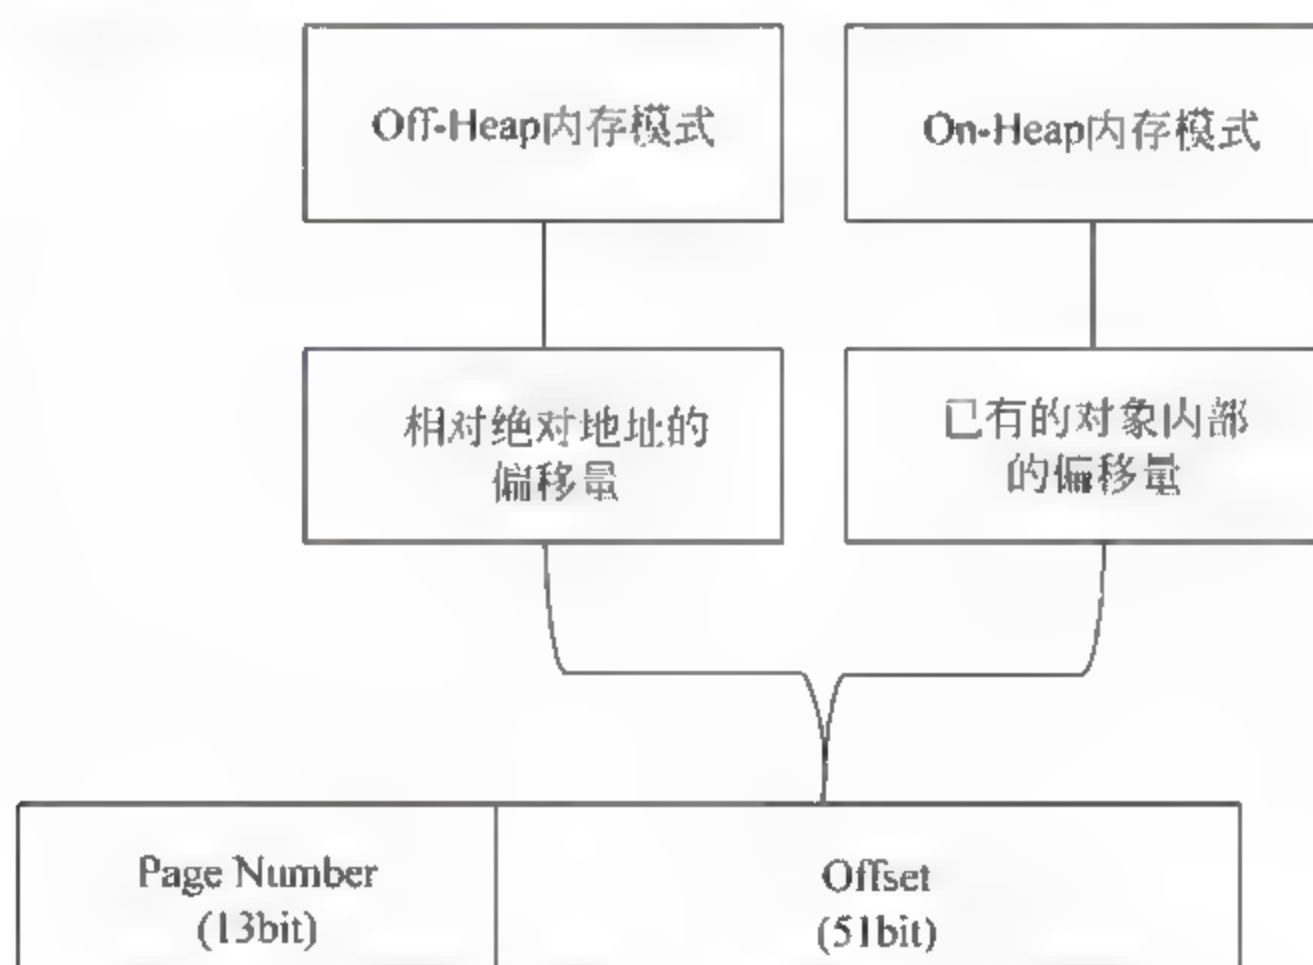 Off-Heap内存模式
On-Heap内存模式
相对绝对地址的
偏移量
已有的对象内部
的偏移量
Page Number
(13bit)
Offset
(51bit)